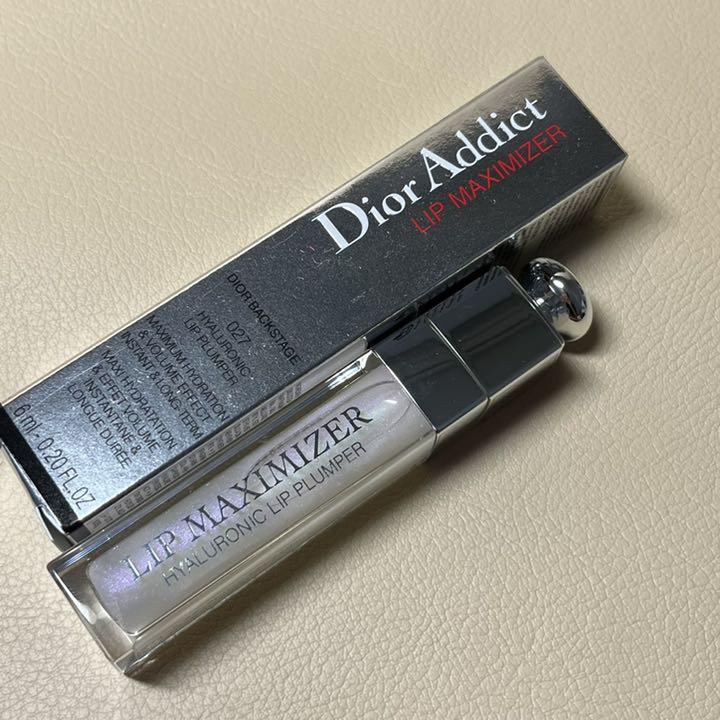 Dior Addict
LIP MAXIMIZER
DIOR BACKSTAGE
027
HYALURONIC
LIP PLUMPER
MAXIMUM HYDRATION
& VOLUME EFFECT
INSTANT & LONG-TERM
MAXI HYDRATATION
& EFFET VOLUME
INSTANTANÉ &
LONGUE DURÉE
6 ml - 0.20 FL.OZ
LIP MAXIMIZER
HYALURONIC LIP PLUMPER